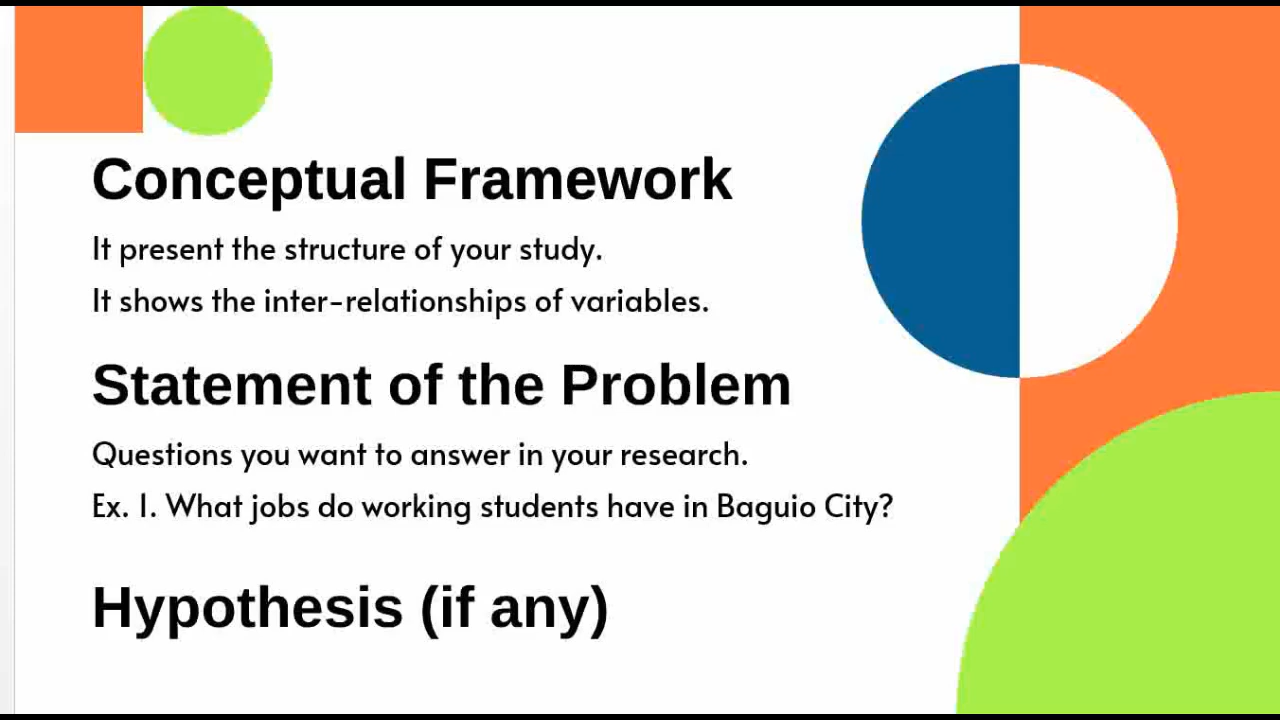 Conceptual Framework
It present the structure of your study.
It shows the inter-relationships of variables.
Statement of the Problem
Questions you want to answer in your research.
Ex. 1. What jobs do working students have in Baguio City?
Hypothesis (if any)